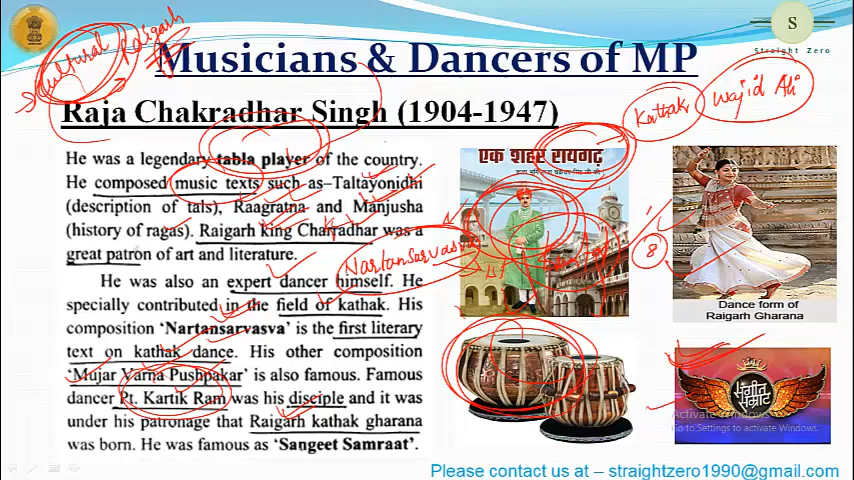 S
Straight Zero
Cultural Raigarh
Musicians & Dancers of MP
Raja Chakradhar Singh (1904-1947)
Kathak
Wajid Ali
He was a legendary tabla player of the country.
He composed music texts such as–Taltayonidhi
(description of tals), Raagratna and Manjusha
(history of ragas). Raigarh King Chakradhar was a
great patron of art and literature.
He was also an expert dancer himself. He
specially contributed in the field of kathak. His
composition 'Nartansarvasva' is the first literary
text on kathak dance. His other composition
'Mujar Varna Pushpakar' is also famous. Famous
dancer Pt. Kartik Ram was his disciple and it was
under his patronage that Raigarh kathak gharana
was born. He was famous as 'Sangeet Samraat'.
Nartansarvasva
एक शहर रायगढ़
8
Dance form of
Raigarh Gharana
संगीत
सम्राट
Activate Windows
Go to Settings to activate Windows.
Please contact us at – straightzero1990@gmail.com